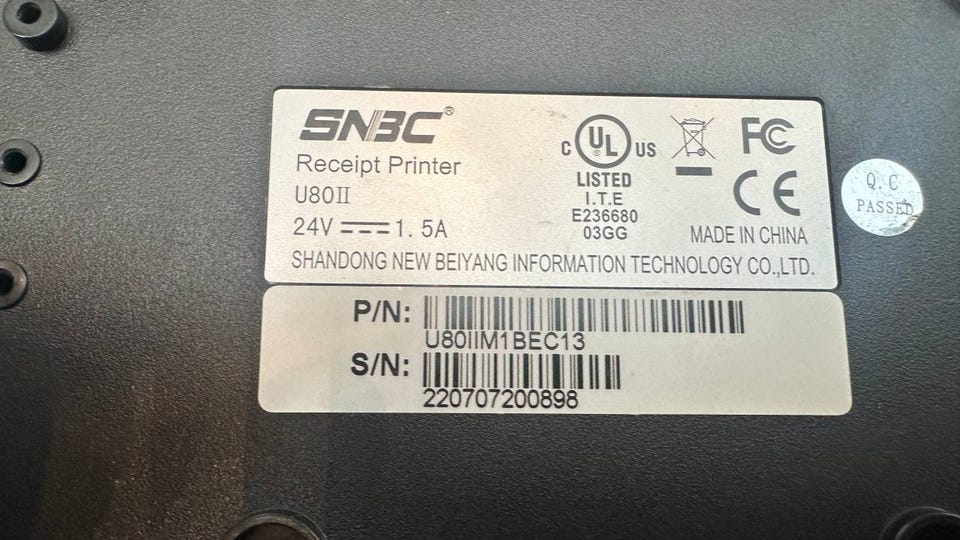 SNBC®
Receipt Printer
U80II
24V 1.5A
C UL ® US
LISTED
I.T.E
E236680
03GG
FC
CE
MADE IN CHINA
SHANDONG NEW BEIYANG INFORMATION TECHNOLOGY CO.,LTD.
Q.C
PASSED
P/N:
U80IIM1BEC13
S/N:
220707200898